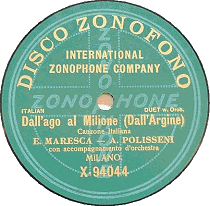 DISCO ZONOFONO
INTERNATIONAL
ZONOPHONE COMPANY
ZONOPHONE
ITALIAN DUET w. Orch.
Dall'ago al Milione (Dall'Argine)
Canzone Italiana
E. MARESCA — A. POLISSENI
con accompagnamento d'orchestra
MILANO.
X-94044